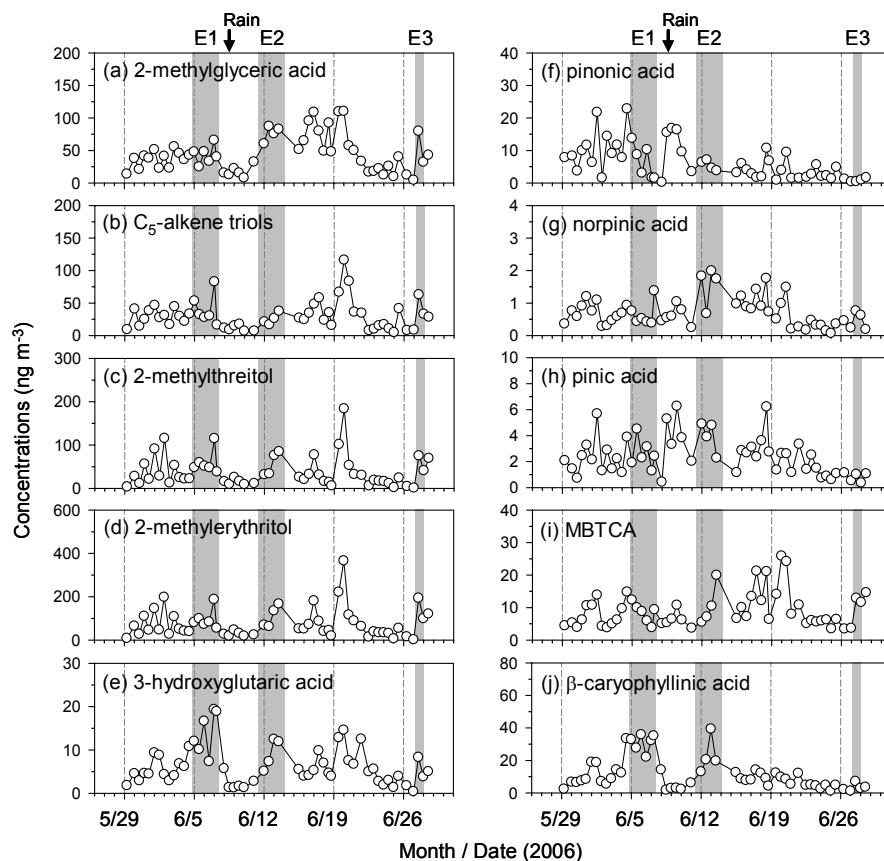 Rain Rain
E1 E2 E3 E1 E2 E3
200 40
(a) 2-methylglyceric acid (f) pinonic acid
150 30
100 20
50 10
0 0
200 4
(b) C₅-alkene triols (g) norpinic acid
150 3
100 2
50 1
0 0
300 10
(c) 2-methylthreitol (h) pinic acid
8
200 6
100 4
2
0 0
600 40
(d) 2-methylerythritol (i) MBTCA
30
400 20
200 10
0 0
30 80
(e) 3-hydroxyglutaric acid (j) β-caryophyllinic acid
60
20 40
10 20
0 0
5/29 6/5 6/12 6/19 6/26 5/29 6/5 6/12 6/19 6/26
Concentrations (ng m⁻³)
Month / Date (2006)